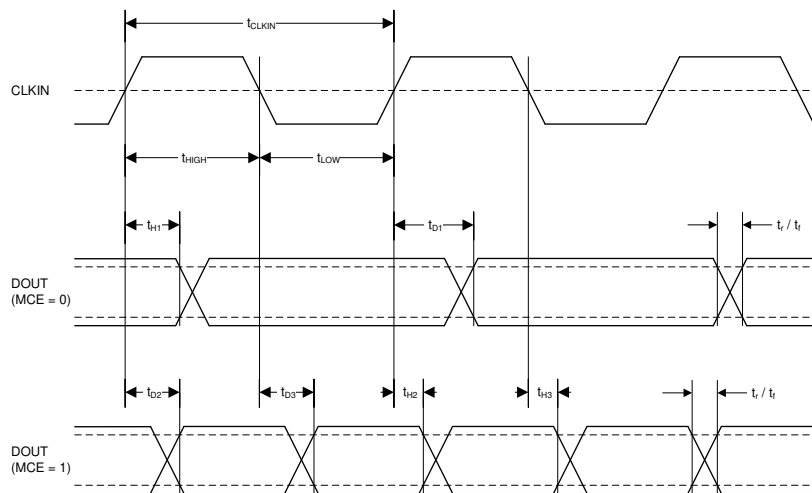 tCLKIN
CLKIN
tHIGH
tLOW
tH1
tD1
tr / tf
DOUT
(MCE = 0)
tD2
tD3
tH2
tH3
tr / tf
DOUT
(MCE = 1)